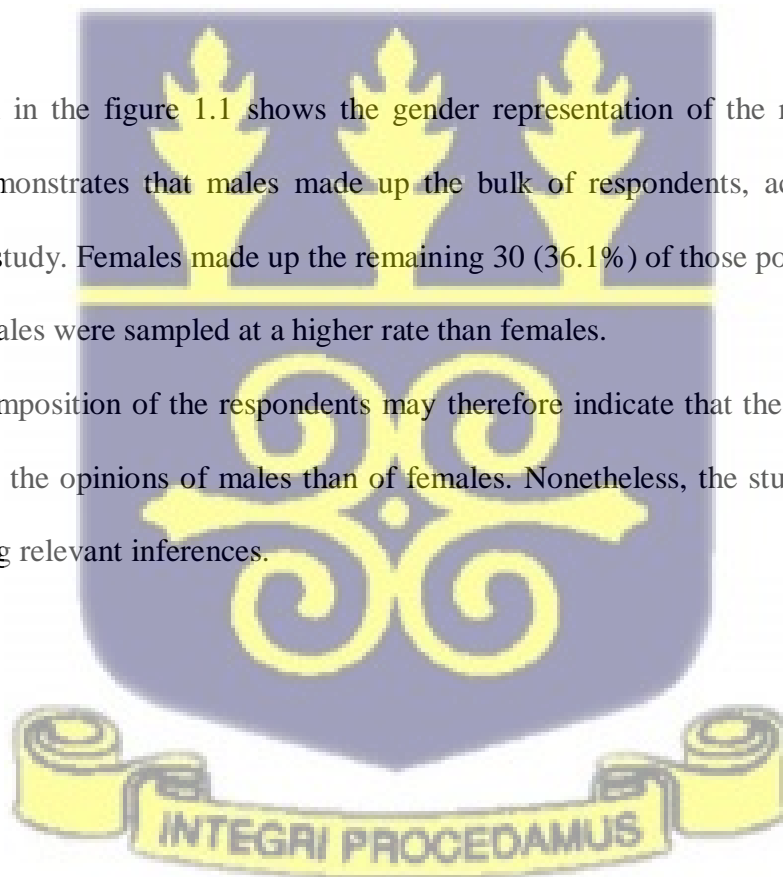 in the figure 1.1 shows the gender representation of the
monstrates that males made up the bulk of respondents,
study. Females made up the remaining 30 (36.1%) of those
ales were sampled at a higher rate than females.
mposition of the respondents may therefore indicate that the
the opinions of males than of females. Nonetheless, the
g relevant inferences.
INTEGRI PROCEDAMUS